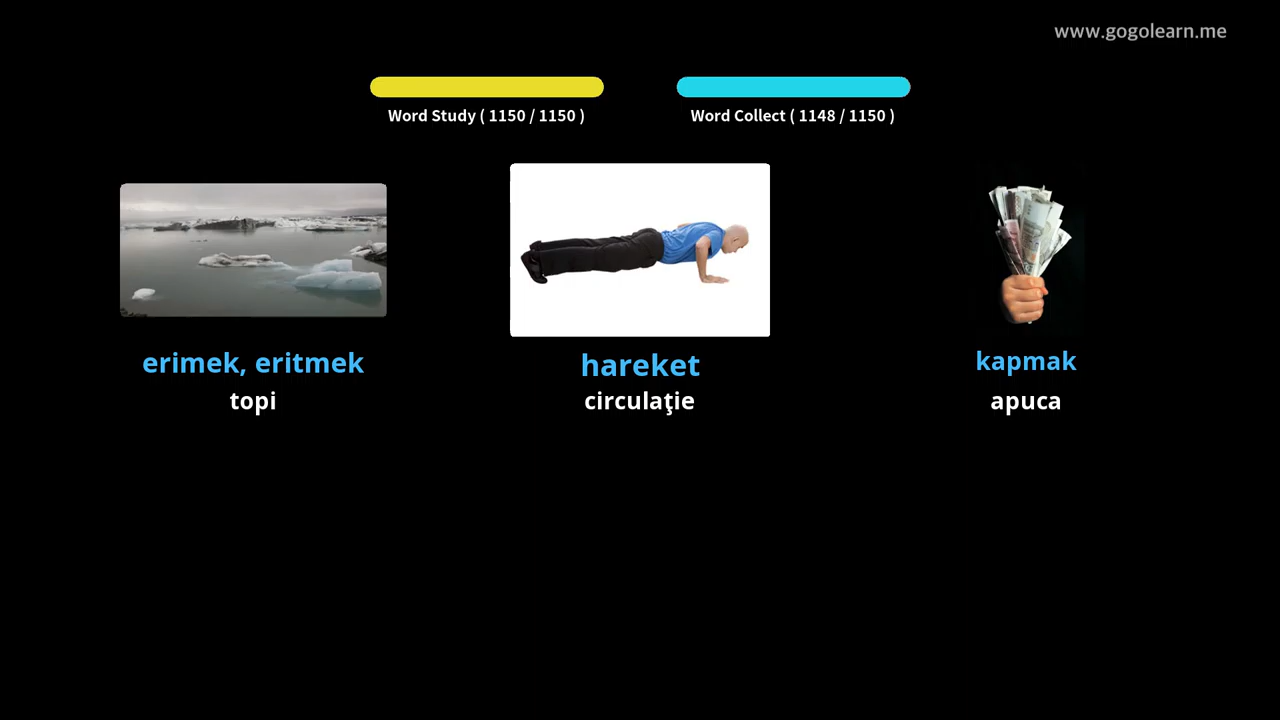 www.gogolearn.me
Word Study ( 1150 / 1150 )
Word Collect ( 1148 / 1150 )
erimek, eritmek
topi
hareket
circulaţie
kapmak
apuca